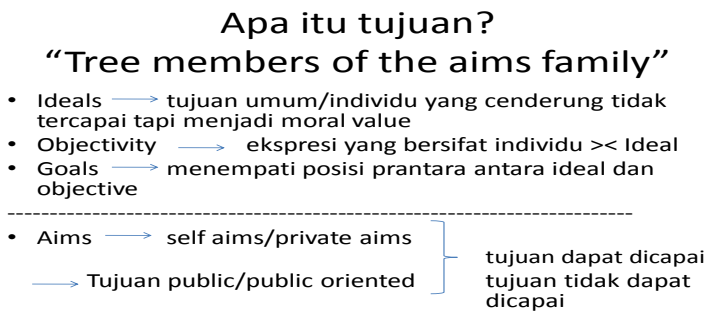 Apa itu tujuan?
“Tree members of the aims family”
• Ideals → tujuan umum/individu yang cenderung tidak
tercapai tapi menjadi moral value
• Objectivity → ekspresi yang bersifat individu >< Ideal
• Goals → menempati posisi prantara antara ideal dan
objective
--------------------------------------------------------------------------
• Aims → self aims/private aims
tujuan dapat dicapai
→ Tujuan public/public oriented
tujuan tidak dapat
dicapai